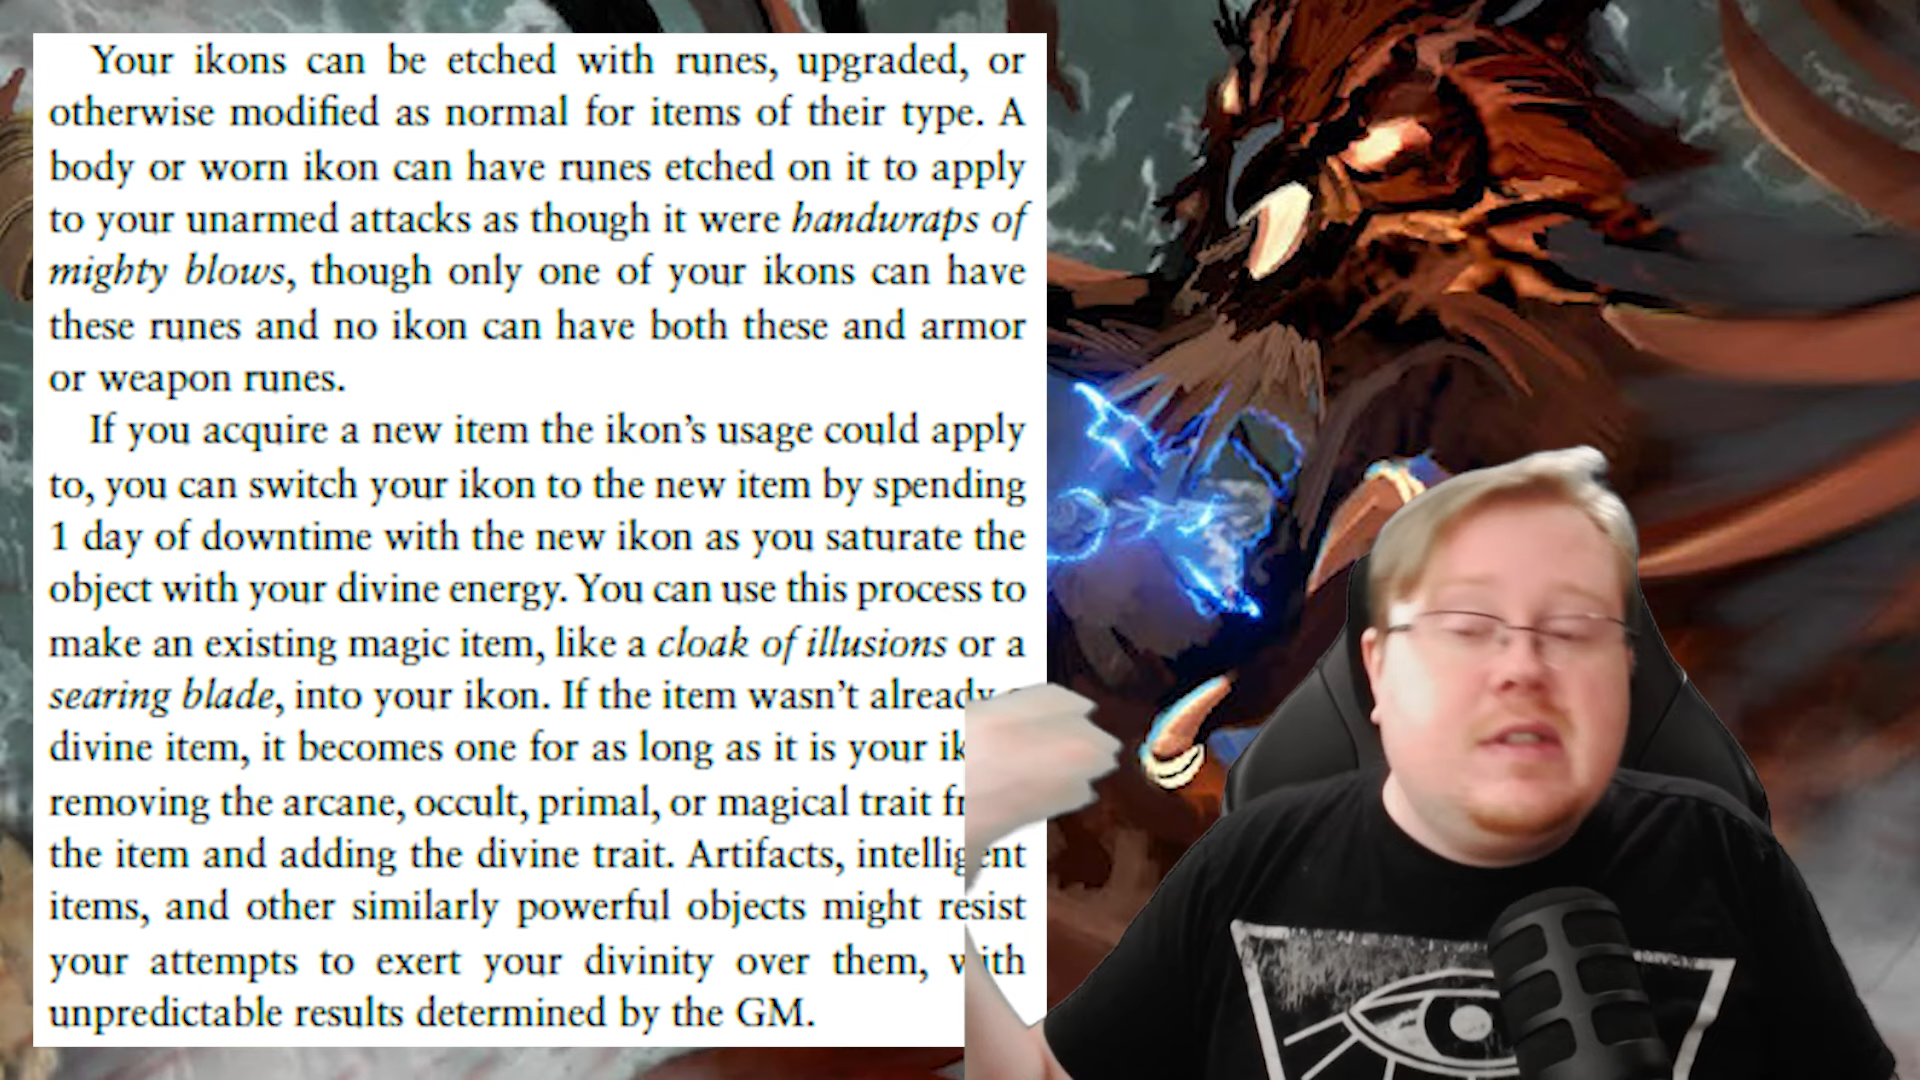 Your ikons can be etched with runes, upgraded, or
otherwise modified as normal for items of their type. A
body or worn ikon can have runes etched on it to apply
to your unarmed attacks as though it were handwraps of
mighty blows, though only one of your ikons can have
these runes and no ikon can have both these and armor
or weapon runes.
If you acquire a new item the ikon’s usage could apply
to, you can switch your ikon to the new item by spending
1 day of downtime with the new ikon as you saturate the
object with your divine energy. You can use this process to
make an existing magic item, like a cloak of illusions or a
searing blade, into your ikon. If the item wasn’t already
divine item, it becomes one for as long as it is your
removing the arcane, occult, primal, or magical trait
the item and adding the divine trait. Artifacts, intelligent
items, and other similarly powerful objects might resist
your attempts to exert your divinity over them, with
unpredictable results determined by the GM.